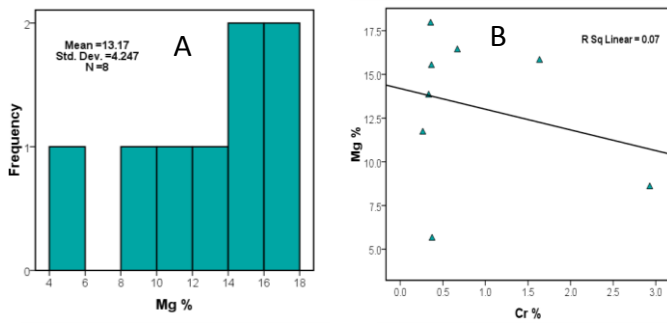 A
Mean =13.17
Std. Dev. =4.247
N =8
Frequency
2
1
0
4 6 8 10 12 14 16 18
Mg %
B
R Sq Linear = 0.07
Mg %
17.5
15.0
12.5
10.0
7.5
5.0
0.0 0.5 1.0 1.5 2.0 2.5 3.0
Cr %